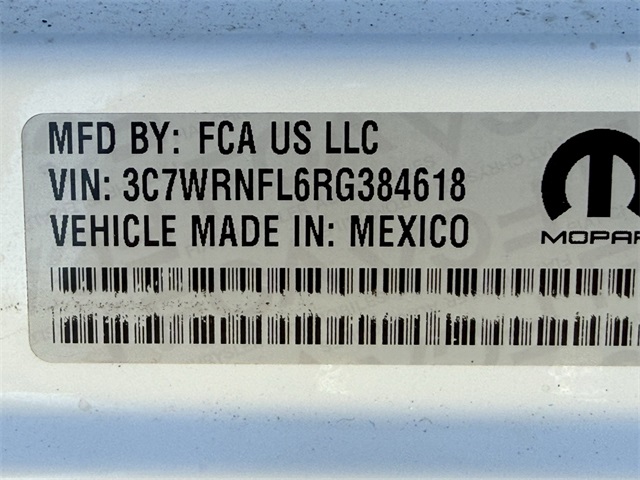 MFD BY: FCA US LLC
VIN: 3C7WRNFL6RG384618
VEHICLE MADE IN: MEXICO
MOPAR